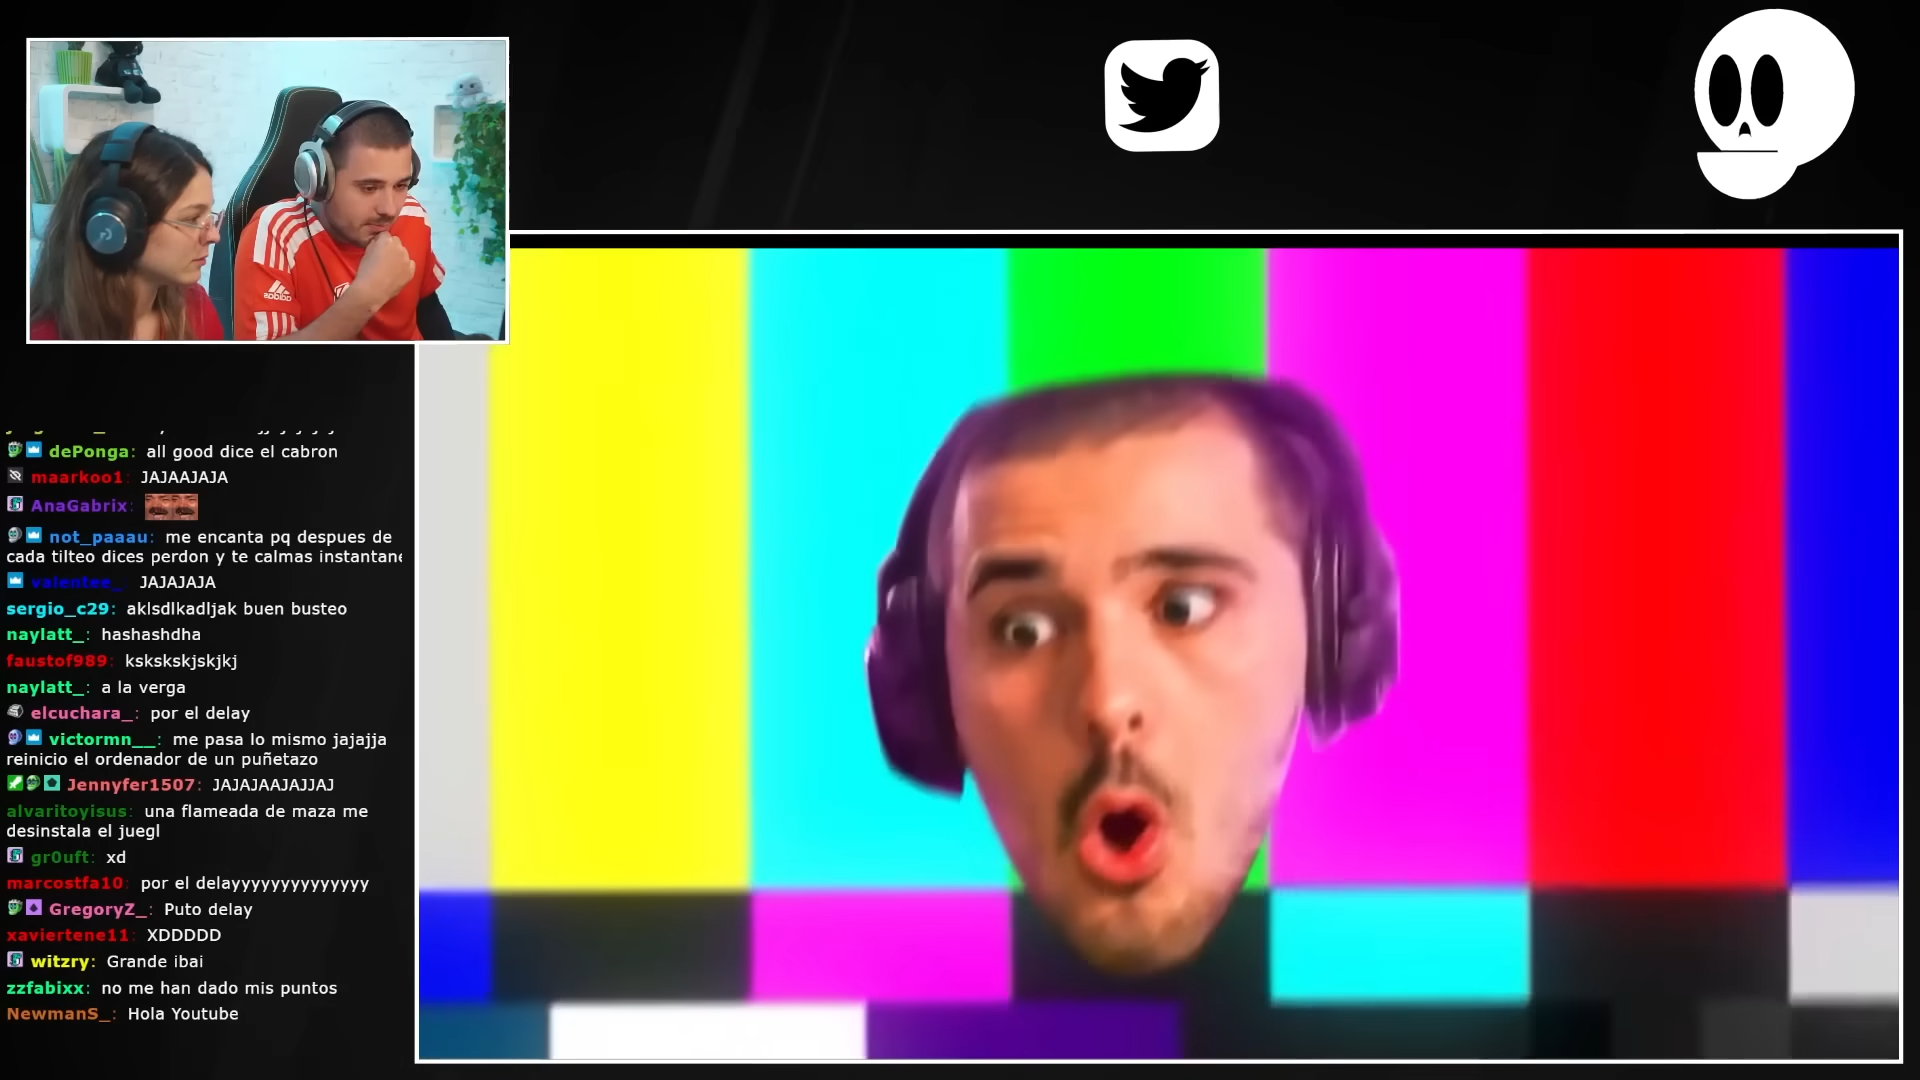 adidas
dePonga: all good dice el cabron
maarkoo1: JAJAAJAJA
AnaGabrix:
not_paaau: me encanta pq despues de
cada tilteo dices perdon y te calmas instantane
valentee_ JAJAJAJA
sergio_c29: aklsdlkadljak buen busteo
naylatt_: hashashdha
faustof989: kskskskjskjkj
naylatt_: a la verga
elcuchara_: por el delay
victormn__: me pasa lo mismo jajajja
reinicio el ordenador de un puñetazo
Jennyfer1507: JAJAJAAJAJJAJ
alvaritoyisus: una flameada de maza me
desinstala el juegl
gr0uft: xd
marcostfa10: por el delayyyyyyyyyyyyyy
GregoryZ_: Puto delay
xaviertene11: XDDDDD
witzry: Grande ibai
zzfabixx: no me han dado mis puntos
NewmanS_: Hola Youtube